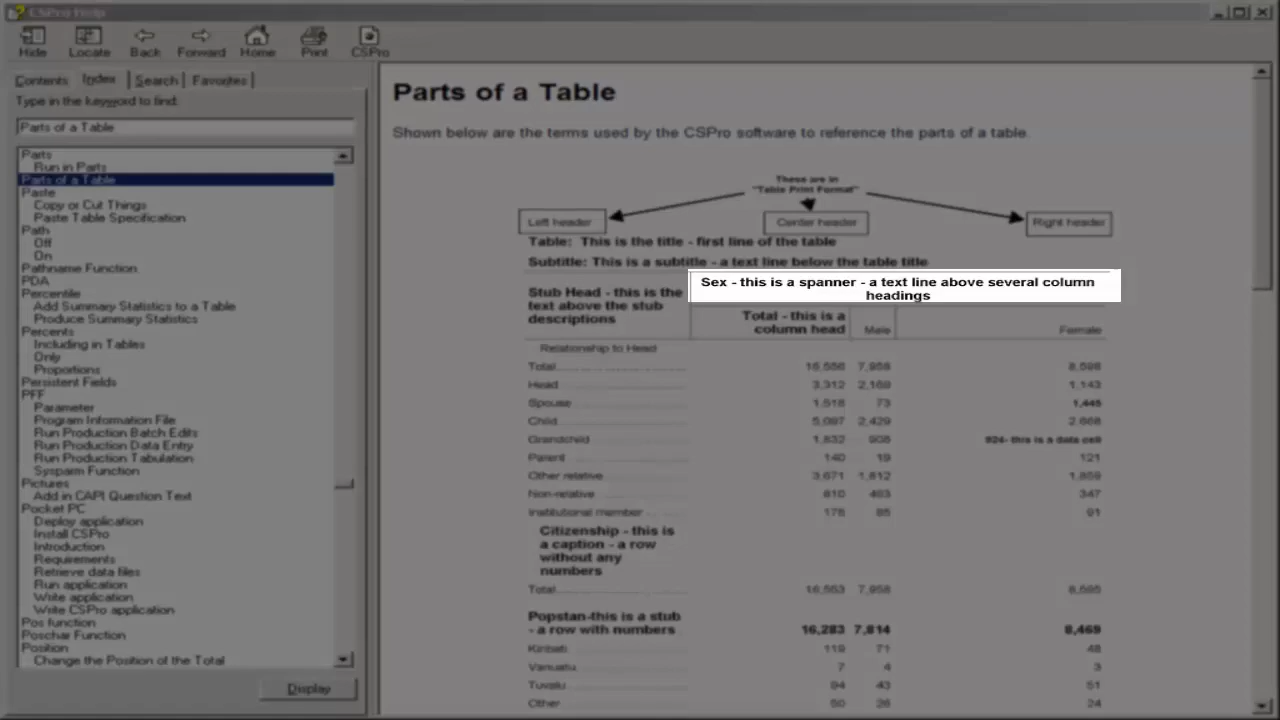 CSPro Help
Hide Locate Back Forward Home Print CSPro
Contents Index Search Favorites
Type in the keyword to find:
Parts of a Table
Parts
Run in Parts
Parts of a Table
Paste
Copy or Cut Things
Paste Table Specification
Path
Off
On
Pathname Function
PDA
Percentile
Add Summary Statistics to a Table
Produce Summary Statistics
Percents
Including in Tables
Only
Proportions
Persistent Fields
PFF
Parameter
Program Information File
Run Production Batch Edits
Run Production Data Entry
Run Production Tabulation
Sysparm Function
Pictures
Add in CAPI Question Text
Pocket PC
Deploy application
Install CSPro
Introduction
Requirements
Retrieve data files
Run application
Write application
Write CSPro application
Pos function
Poschar Function
Position
Change the Position of the Total
Display
Parts of a Table
Shown below are the terms used by the CSPro software to reference the parts of a table.
These are in
"Table Print Format"
Left header Center header Right header
Table: This is the title - first line of the table
Subtitle: This is a subtitle - a text line below the table title
Stub Head - this is the
text above the stub
descriptions
Sex - this is a spanner - a text line above several column
headings
Total - this is a
column head Male Female
Relationship to Head
Total 16,556 7,958 8,598
Head 3,312 2,169 1,143
Spouse 1,518 73 1,445
Child 5,097 2,429 2,668
Grandchild 1,832 908 924- this is a data cell
Parent 140 19 121
Other relative 3,671 1,812 1,859
Non-relative 810 463 347
Institutional member 176 85 91
Citizenship - this is
a caption - a row
without any
numbers
Total 16,553 7,958 8,595
Popstan-this is a stub
- a row with numbers 16,283 7,814 8,469
Kiribati 119 71 48
Vanuatu 7 4 3
Tuvalu 94 43 51
Other 50 26 24